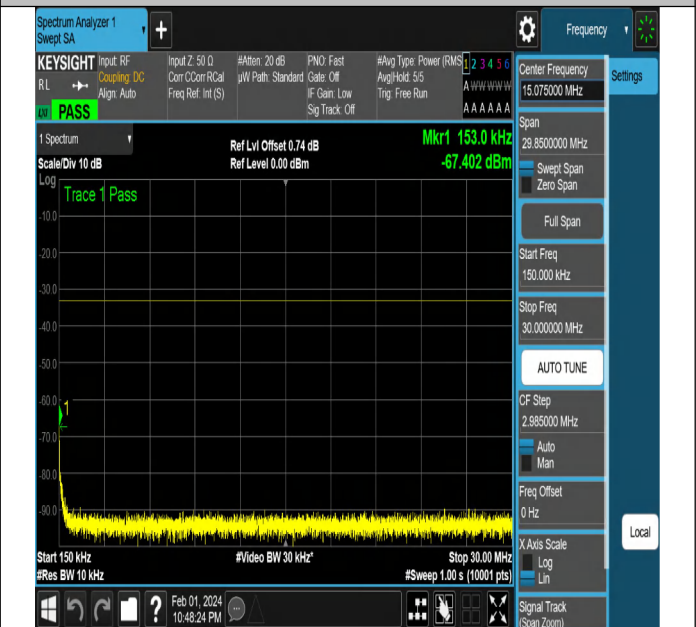 Spectrum Analyzer 1
Swept SA
+
Frequency
KEYSIGHT
RL
Input: RF
Coupling: DC
Align: Auto
Input Z: 50 Ω
Corr CCorr RCal
Freq Ref: Int (S)
#Atten: 20 dB
µW Path: Standard
PNO: Fast
Gate: Off
IF Gain: Low
Sig Track: Off
#Avg Type: Power (RMS
Avg|Hold: 5/5
Trig: Free Run
1 2 3 4 5 6
A W W W W W
A A A A A A
LXI
PASS
1 Spectrum
Scale/Div 10 dB
Ref Lvl Offset 0.74 dB
Ref Level 0.00 dBm
Mkr1 153.0 kHz
-67.402 dBm
Log
Trace 1 Pass
-10.0
-20.0
-30.0
-40.0
-50.0
-60.0
1
-70.0
-80.0
-90.0
Start 150 kHz
#Video BW 30 kHz*
Stop 30.00 MHz
#Res BW 10 kHz
#Sweep 1.00 s (10001 pts)
Feb 01, 2024
10:48:24 PM
?
Center Frequency
15.075000 MHz
Settings
Span
29.8500000 MHz
Swept Span
Zero Span
Full Span
Start Freq
150.000 kHz
Stop Freq
30.000000 MHz
AUTO TUNE
CF Step
2.985000 MHz
Auto
Man
Freq Offset
0 Hz
Local
X Axis Scale
Log
Lin
Signal Track
(Span Zoom)